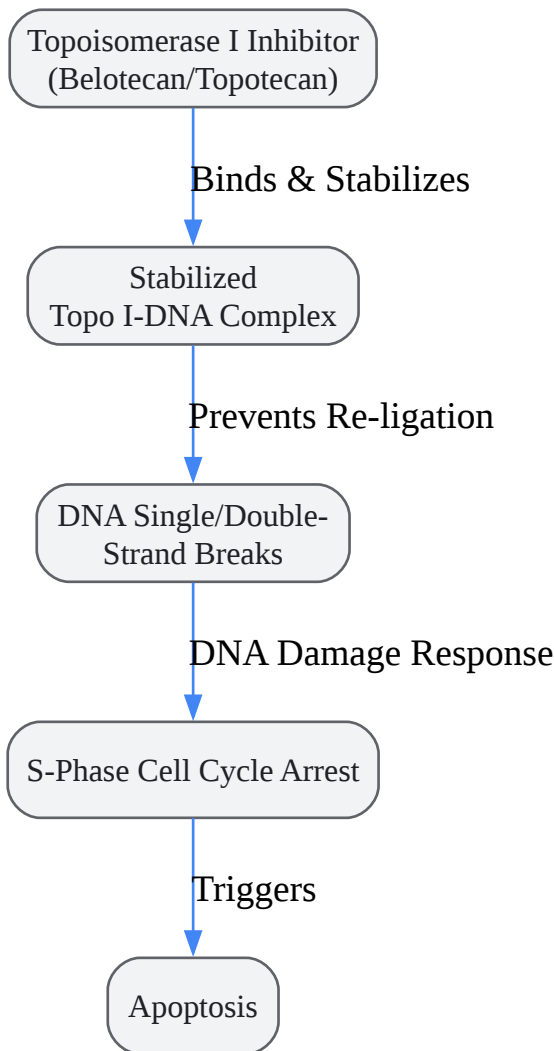 Topoisomerase I Inhibitor
(Belotecan/Topotecan)
Binds & Stabilizes
Stabilized
Topo I-DNA Complex
Prevents Re-ligation
DNA Single/Double-
Strand Breaks
DNA Damage Response
S-Phase Cell Cycle Arrest
Triggers
Apoptosis